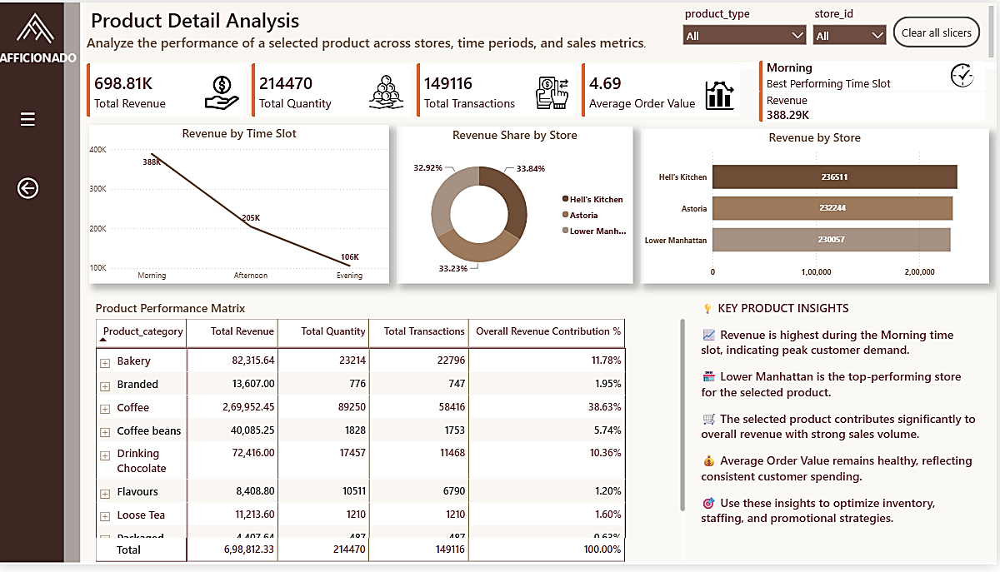 AFFICIONADO
Product Detail Analysis
Analyze the performance of a selected product across stores, time periods, and sales metrics.
product_type
All
store_id
All
Clear all slicers
698.81K
Total Revenue
214470
Total Quantity
149116
Total Transactions
4.69
Average Order Value
Morning
Best Performing Time Slot
Revenue
388.29K
Revenue by Time Slot
400K
300K
200K
100K
388K
205K
106K
Morning Afternoon Evening
Revenue Share by Store
32.92%
33.84%
33.23%
Hell's Kitchen
Astoria
Lower Manh...
Revenue by Store
Hell's Kitchen 236511
Astoria 232244
Lower Manhattan 230057
0 1,00,000 2,00,000
Product Performance Matrix
Product_category Total Revenue Total Quantity Total Transactions Overall Revenue Contribution %
Bakery 82,315.64 23214 22796 11.78%
Branded 13,607.00 776 747 1.95%
Coffee 2,69,952.45 89250 58416 38.63%
Coffee beans 40,085.25 1828 1753 5.74%
Drinking 72,416.00 17457 11468 10.36%
Chocolate
Flavours 8,408.80 10511 6790 1.20%
Loose Tea 11,213.60 1210 1210 1.60%
Packaged 4,407.64 487 487 0.63%
Total 6,98,812.33 214470 149116 100.00%
KEY PRODUCT INSIGHTS
Revenue is highest during the Morning time
slot, indicating peak customer demand.
Lower Manhattan is the top-performing store
for the selected product.
The selected product contributes significantly to
overall revenue with strong sales volume.
Average Order Value remains healthy, reflecting
consistent customer spending.
Use these insights to optimize inventory,
staffing, and promotional strategies.